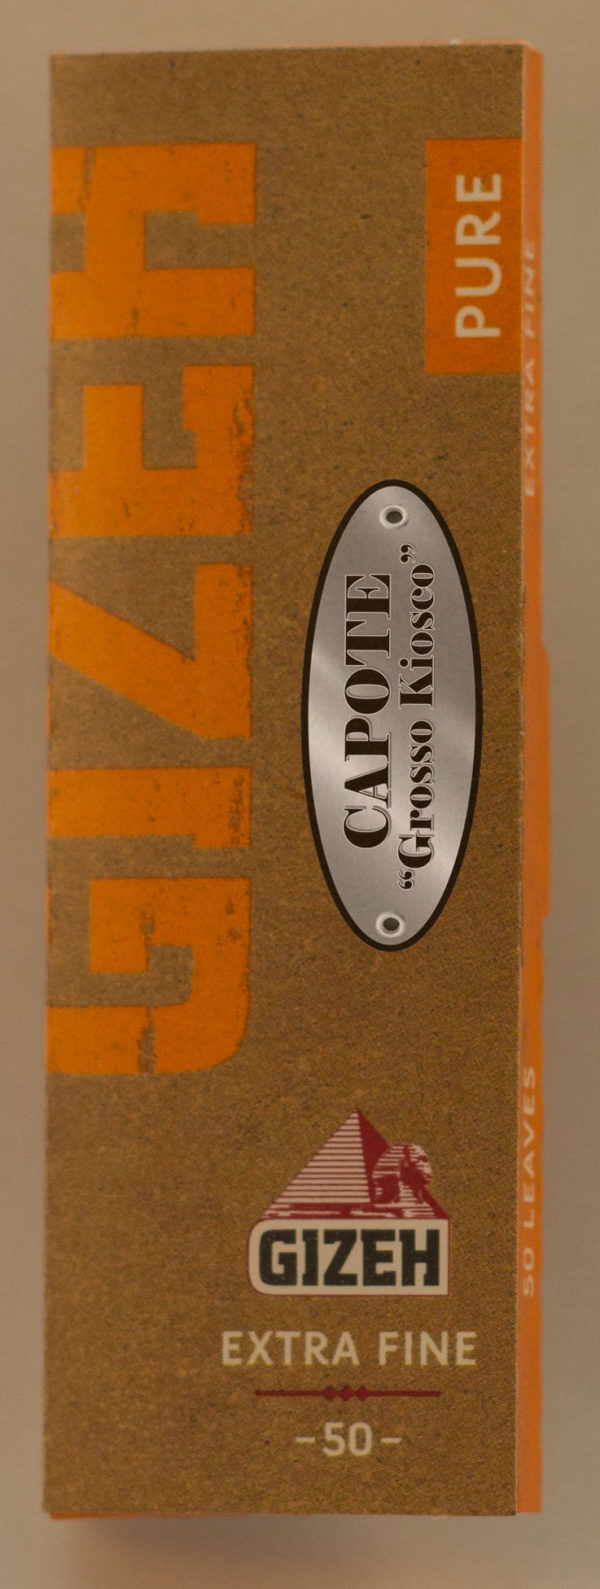 GIZEH
PURE
EXTRA FINE
CAPOTE
“Grosso Kiosco”
50 LEAVES
GIZEH
EXTRA FINE
-50-